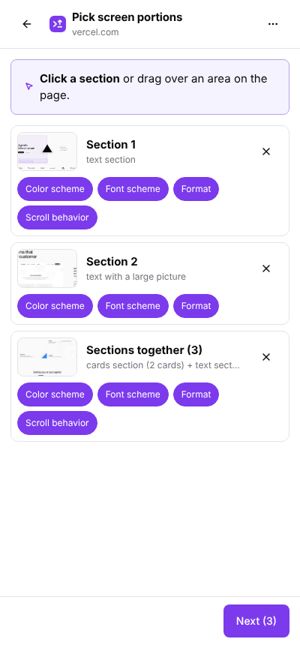 Pick screen portions
vercel.com
Click a section or drag over an area on the
page.
Section 1
text section
Color scheme
Font scheme
Format
Scroll behavior
Section 2
text with a large picture
Color scheme
Font scheme
Format
Sections together (3)
cards section (2 cards) + text sect...
Color scheme
Font scheme
Format
Scroll behavior
Next (3)